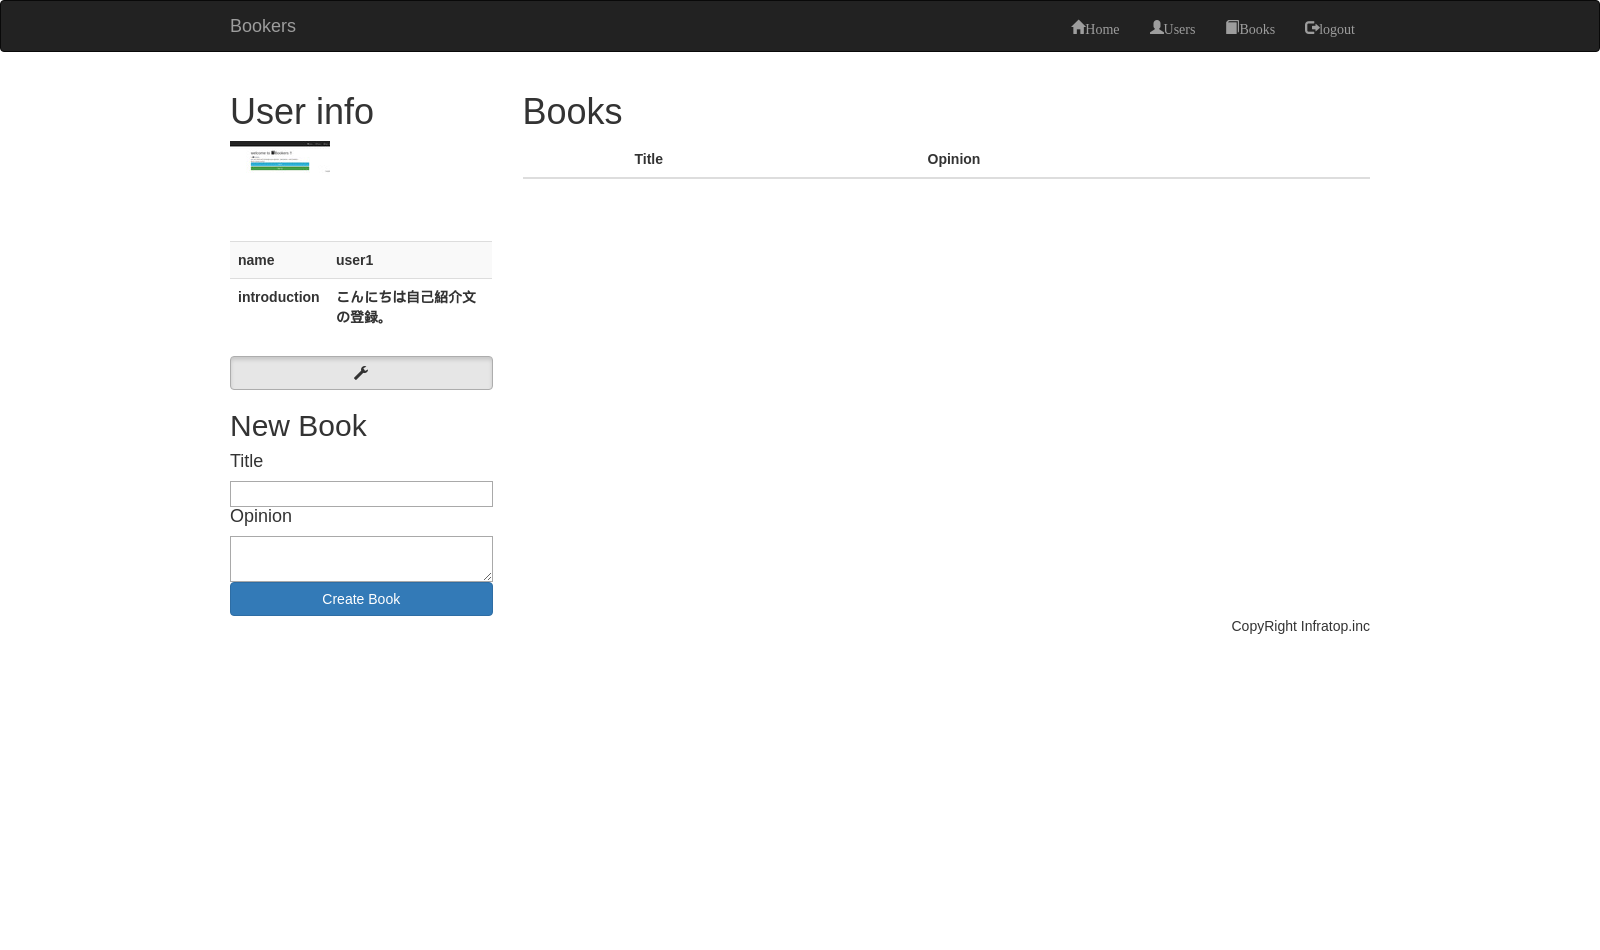 Bookers
Home
Users
Books
logout
User info
name
user1
introduction
こんにちは自己紹介文
の登録。
New Book
Title
Opinion
Create Book
Books
Title
Opinion
CopyRight Infratop.inc